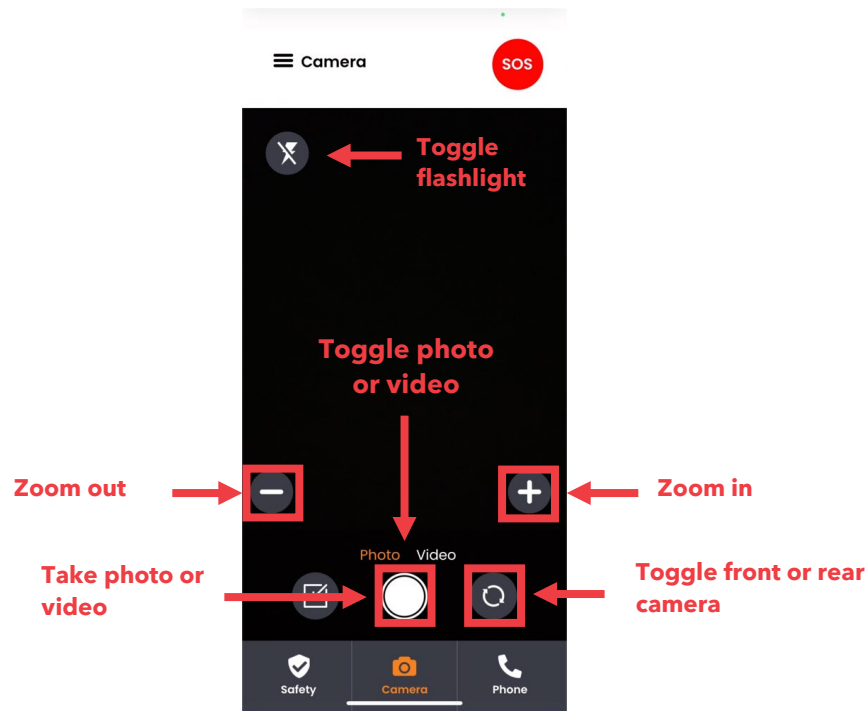 Camera
SOS
Toggle
flashlight
Toggle photo
or video
Zoom out
Zoom in
Photo Video
Take photo or
video
Toggle front or rear
camera
Safety
Camera
Phone